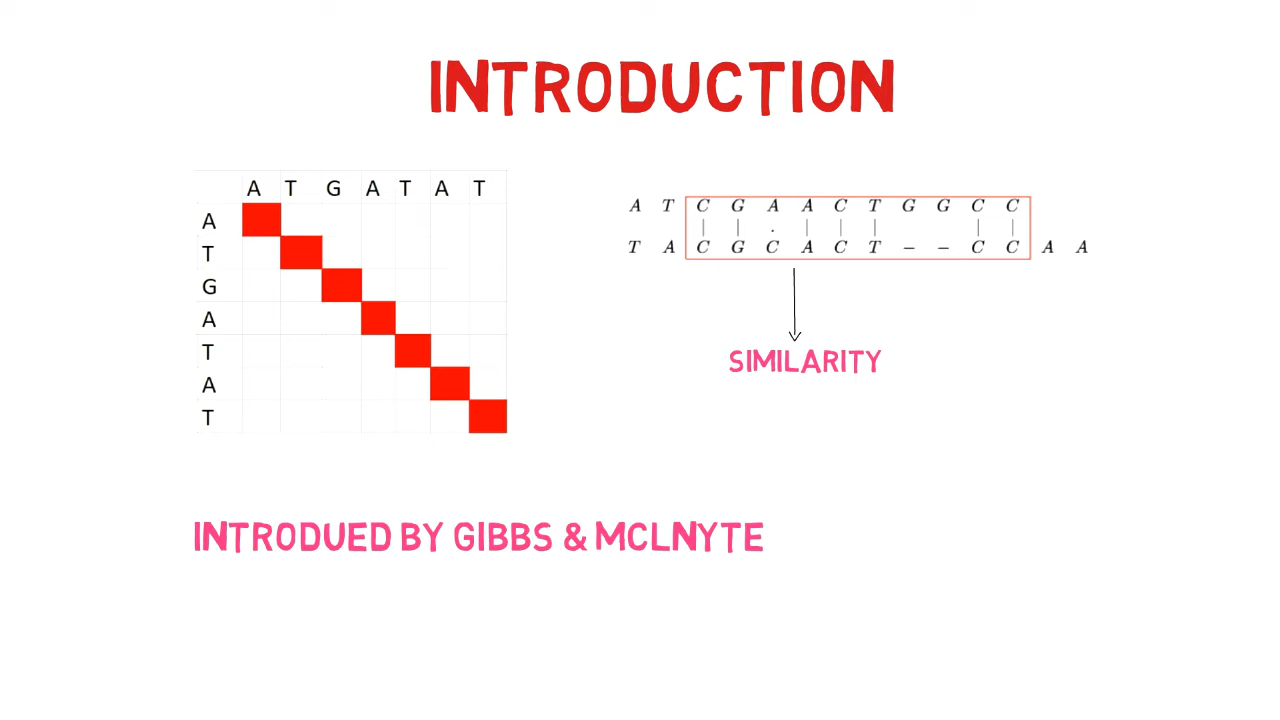 INTRODUCTION
A T G A T A T
A
T
G
A
T
A
T
A T C G A A C T G G C C
| | . | | | | |
T A C G C A C T – – C C A A
SIMILARITY
INTRODUED BY GIBBS & MCLNYTE